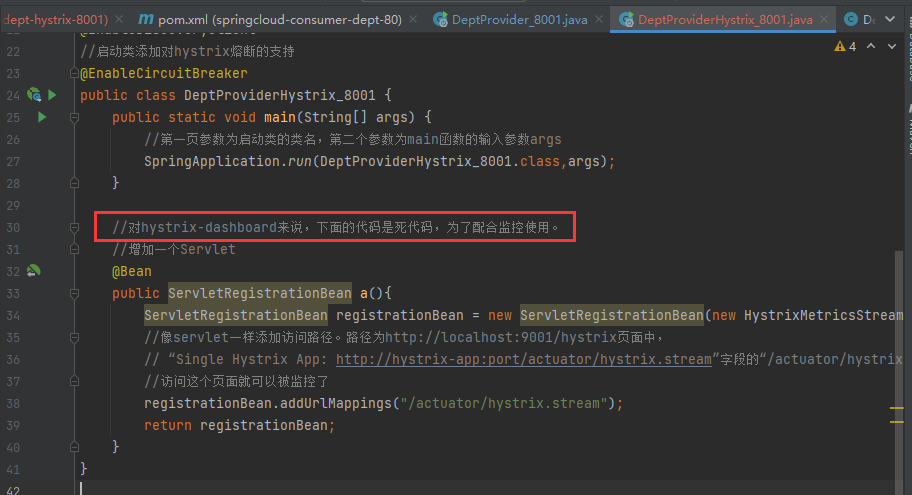 dept-hystrix-8001) × pom.xml (springcloud-consumer-dept-80) × DeptProvider_8001.java × DeptProviderHystrix_8001.java × De
4
22
//启动类添加对hystrix熔断的支持
23 @EnableCircuitBreaker
24 public class DeptProviderHystrix_8001 {
25 public static void main(String[] args) {
26 //第一页参数为启动类的类名，第二个参数为main函数的输入参数args
27 SpringApplication.run(DeptProviderHystrix_8001.class,args);
28 }
29
30 //对hystrix-dashboard来说，下面的代码是死代码，为了配合监控使用。
31 //增加一个Servlet
32 @Bean
33 public ServletRegistrationBean a(){
34 ServletRegistrationBean registrationBean = new ServletRegistrationBean(new HystrixMetricsStream
35 //像servlet一样添加访问路径。路径为http://localhost:9001/hystrix页面中，
36 // “Single Hystrix App: http://hystrix-app:port/actuator/hystrix.stream”字段的“/actuator/hystrix
37 //访问这个页面就可以被监控了
38 registrationBean.addUrlMappings("/actuator/hystrix.stream");
39 return registrationBean;
40 }
41 }
42